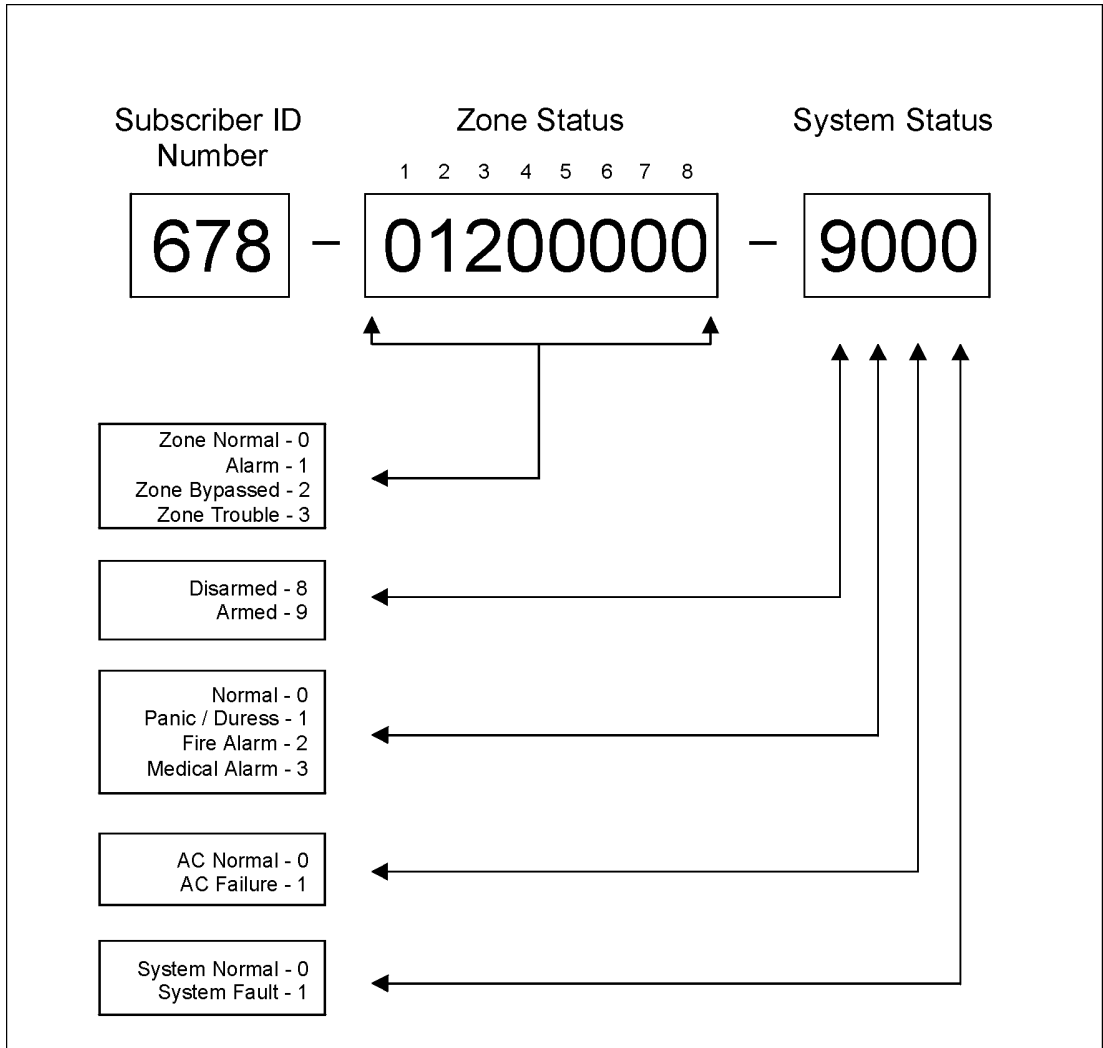 Subscriber ID
Number
Zone Status
System Status
1 2 3 4 5 6 7 8
678 - 01200000 - 9000
Zone Normal - 0
Alarm - 1
Zone Bypassed - 2
Zone Trouble - 3
Disarmed - 8
Armed - 9
Normal - 0
Panic / Duress - 1
Fire Alarm - 2
Medical Alarm - 3
AC Normal - 0
AC Failure - 1
System Normal - 0
System Fault - 1